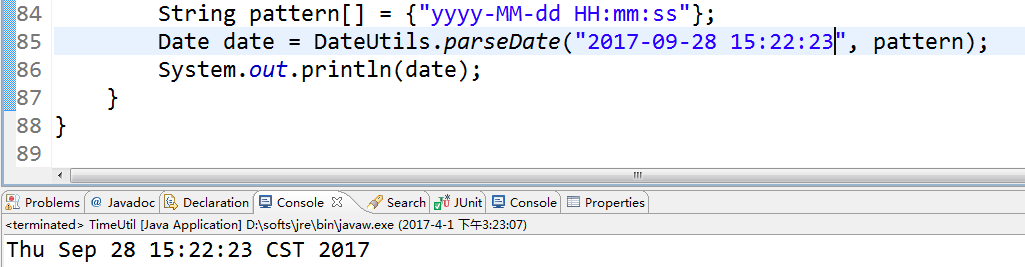 84 String pattern[] = {"yyyy-MM-dd HH:mm:ss"};
85 Date date = DateUtils.parseDate("2017-09-28 15:22:23", pattern);
86 System.out.println(date);
87 }
88 }
89
Problems @ Javadoc Declaration Console Search JUnit Console Properties
<terminated> TimeUtil [Java Application] D:\softs\jre\bin\javaw.exe (2017-4-1 下午3:23:07)
Thu Sep 28 15:22:23 CST 2017